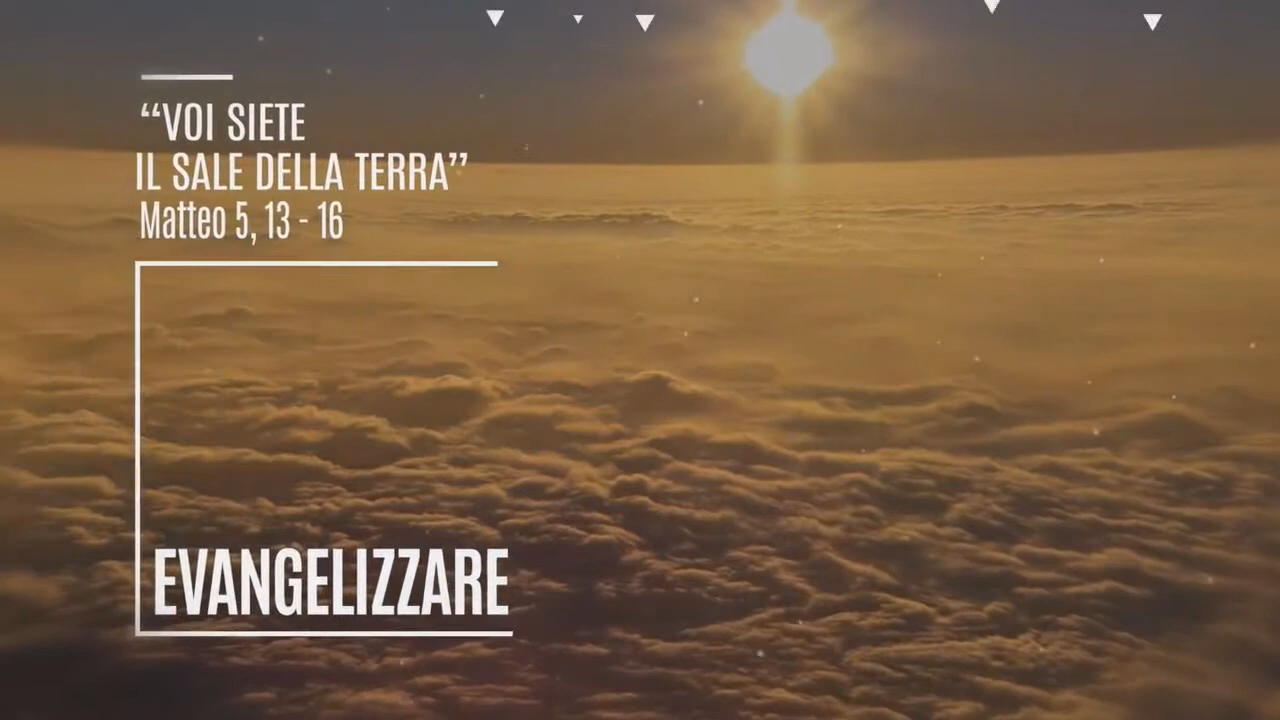 “VOI SIETE
IL SALE DELLA TERRA”
Matteo 5, 13 - 16
EVANGELIZZARE